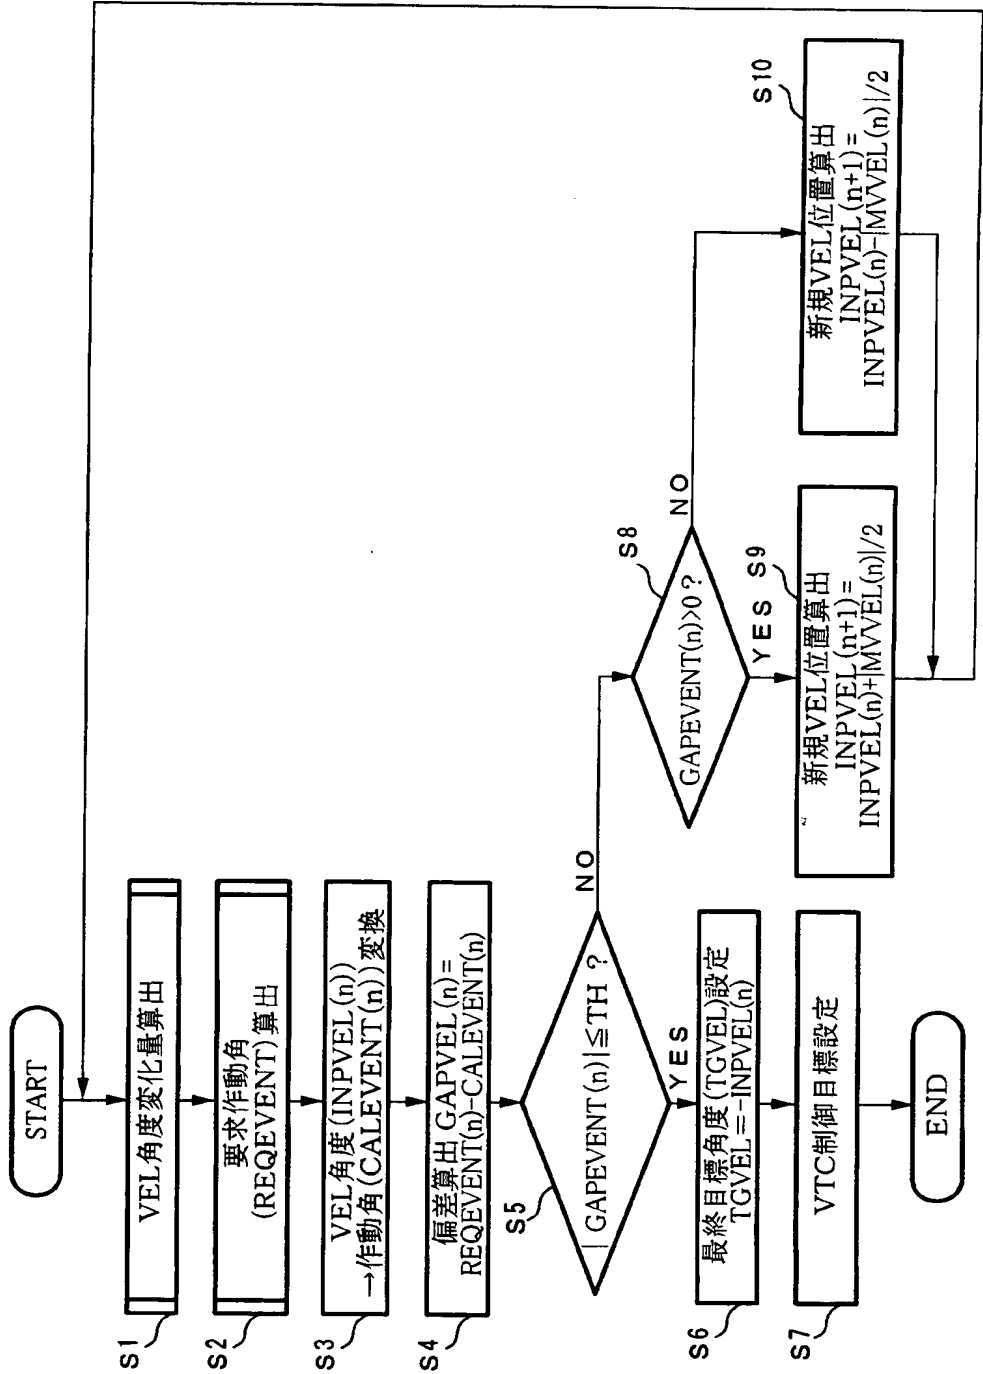 START
S1
VEL角度変化量算出
S2
要求作動角
(REQEVENT)算出
S3
VEL角度(INPVEL(n))
→作動角(CALEVENT(n))変換
S4
偏差算出 GAPVEL(n)=
REQEVENT(n)-CALEVENT(n)
S5
|GAPEVENT(n)|≦TH ?
NO
YES
S6
最終目標角度(TGVEL)設定
TGVEL=-INPVEL(n)
S7
VTC制御目標設定
END
S8
GAPEVENT(n)>0?
NO
YES
S9
新規VEL位置算出
INPVEL(n+1)=
INPVEL(n)+|MVVEL(n)|/2
S10
新規VEL位置算出
INPVEL(n+1)=
INPVEL(n)-|MVVEL(n)|/2